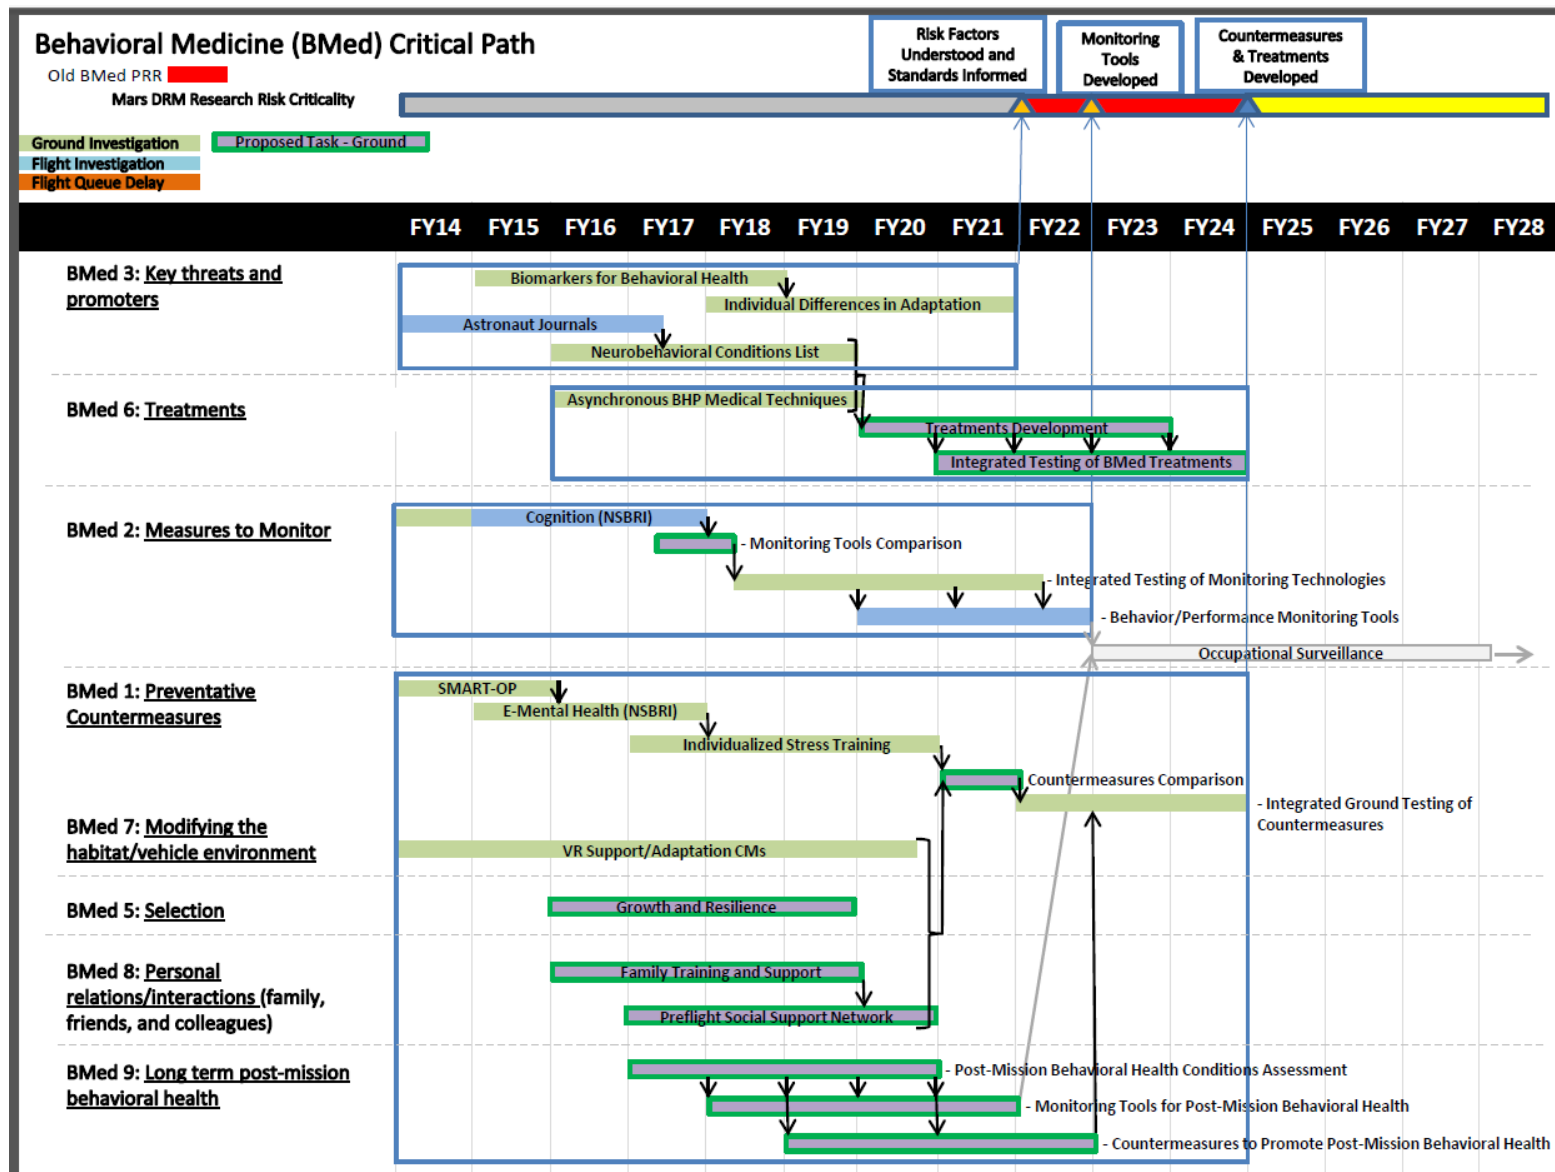 Behavioral Medicine (BMed) Critical Path
Old BMed PRR
Mars DRM Research Risk Criticality
Risk Factors
Understood and
Standards Informed
Monitoring
Tools
Developed
Countermeasures
& Treatments
Developed
Ground Investigation
Flight Investigation
Flight Queue Delay
Proposed Task - Ground
FY14 FY15 FY16 FY17 FY18 FY19 FY20 FY21 FY22 FY23 FY24 FY25 FY26 FY27 FY28
BMed 3: Key threats and
promoters
Biomarkers for Behavioral Health
Individual Differences in Adaptation
Astronaut Journals
Neurobehavioral Conditions List
BMed 6: Treatments
Asynchronous BHP Medical Techniques
Treatments Development
Integrated Testing of BMed Treatments
BMed 2: Measures to Monitor
Cognition (NSBRI)
- Monitoring Tools Comparison
- Integrated Testing of Monitoring Technologies
- Behavior/Performance Monitoring Tools
Occupational Surveillance
BMed 1: Preventative
Countermeasures
SMART-OP
E-Mental Health (NSBRI)
Individualized Stress Training
Countermeasures Comparison
- Integrated Ground Testing of
Countermeasures
BMed 7: Modifying the
habitat/vehicle environment
VR Support/Adaptation CMs
BMed 5: Selection
Growth and Resilience
BMed 8: Personal
relations/interactions (family,
friends, and colleagues)
Family Training and Support
Preflight Social Support Network
BMed 9: Long term post-mission
behavioral health
- Post-Mission Behavioral Health Conditions Assessment
- Monitoring Tools for Post-Mission Behavioral Health
- Countermeasures to Promote Post-Mission Behavioral Health